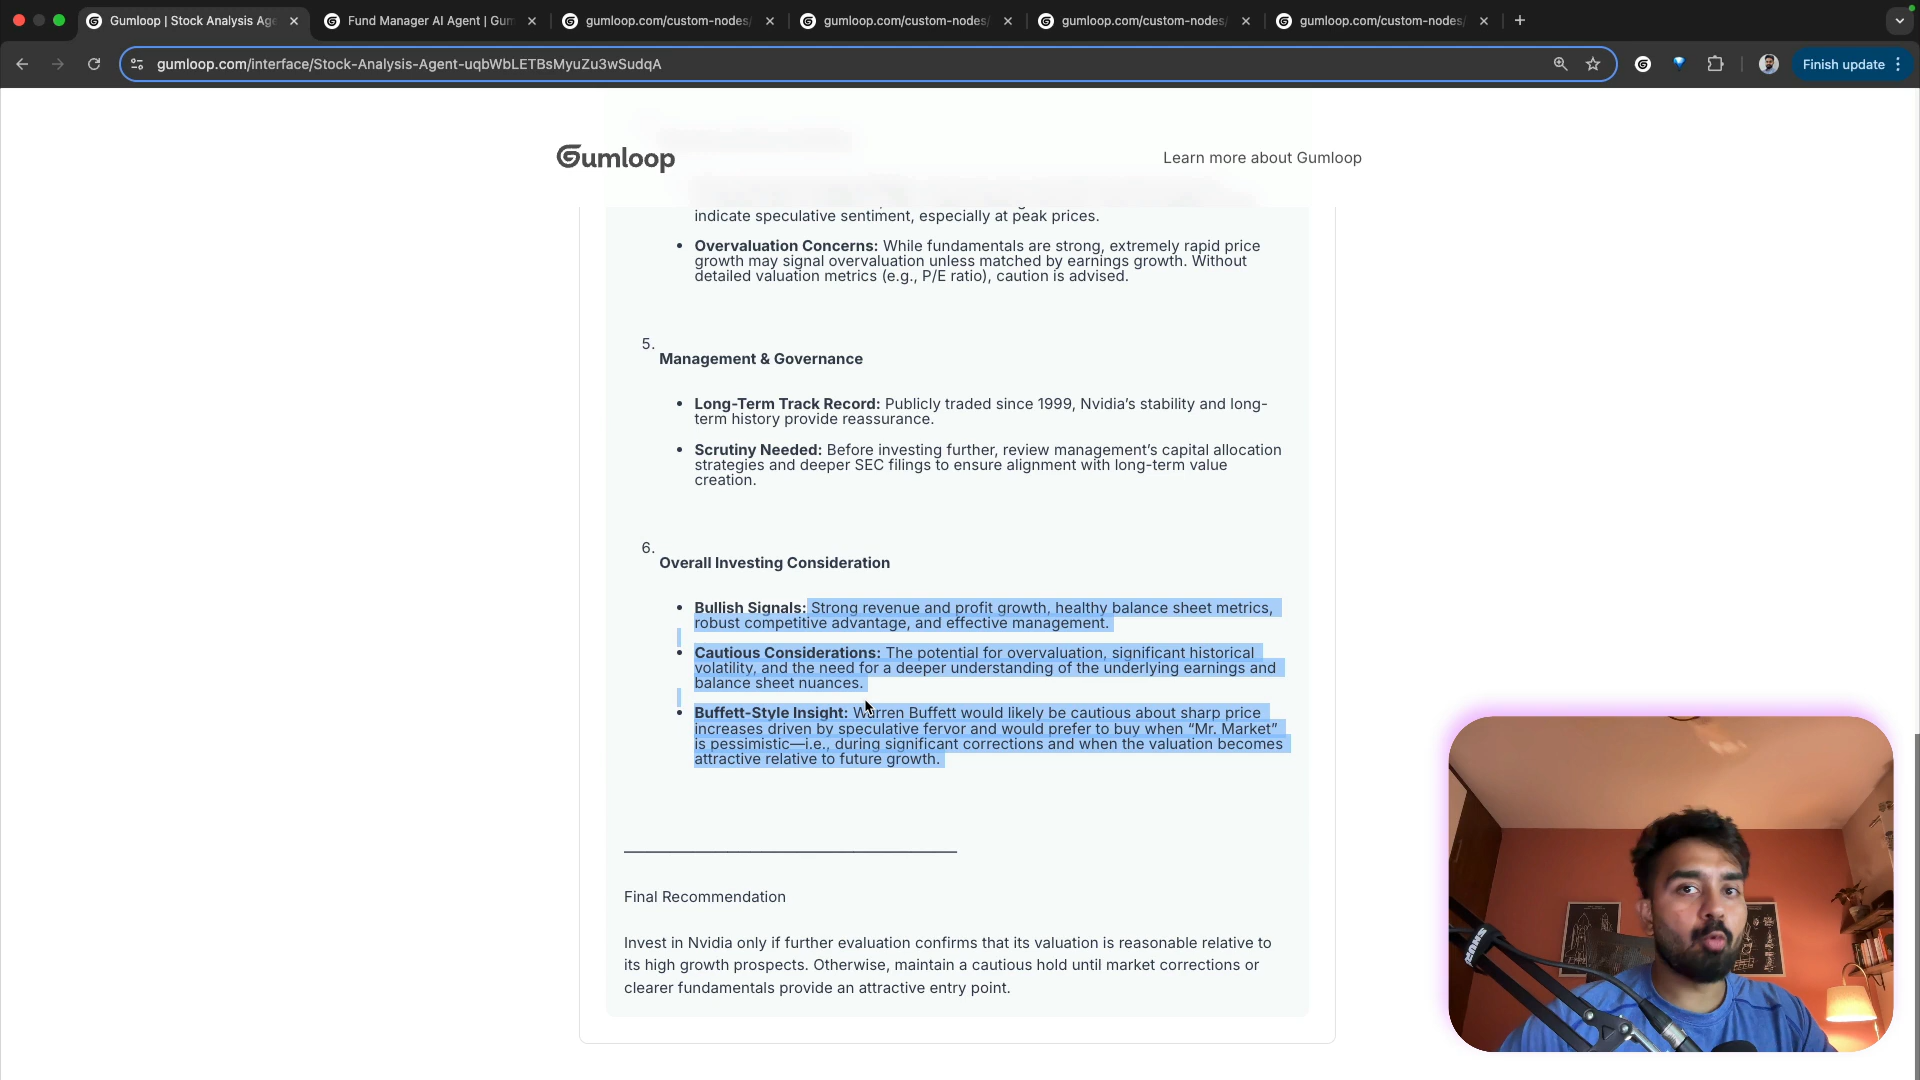 Gumloop | Stock Analysis Age
Fund Manager AI Agent | Gum
gumloop.com/custom-nodes/
gumloop.com/custom-nodes/
gumloop.com/custom-nodes/
gumloop.com/custom-nodes/
gumloop.com/interface/Stock-Analysis-Agent-uqbWbLETBsMyuZu3wSudqA
Finish update
Gumloop
Learn more about Gumloop
indicate speculative sentiment, especially at peak prices.
• Overvaluation Concerns: While fundamentals are strong, extremely rapid price
growth may signal overvaluation unless matched by earnings growth. Without
detailed valuation metrics (e.g., P/E ratio), caution is advised.
5.
Management & Governance
• Long-Term Track Record: Publicly traded since 1999, Nvidia's stability and long-
term history provide reassurance.
• Scrutiny Needed: Before investing further, review management's capital allocation
strategies and deeper SEC filings to ensure alignment with long-term value
creation.
6.
Overall Investing Consideration
• Bullish Signals: Strong revenue and profit growth, healthy balance sheet metrics,
robust competitive advantage, and effective management.
• Cautious Considerations: The potential for overvaluation, significant historical
volatility, and the need for a deeper understanding of the underlying earnings and
balance sheet nuances.
• Buffett-Style Insight: Warren Buffett would likely be cautious about sharp price
increases driven by speculative fervor and would prefer to buy when “Mr. Market”
is pessimistic—i.e., during significant corrections and when the valuation becomes
attractive relative to future growth.
Final Recommendation
Invest in Nvidia only if further evaluation confirms that its valuation is reasonable relative to
its high growth prospects. Otherwise, maintain a cautious hold until market corrections or
clearer fundamentals provide an attractive entry point.
SHURE